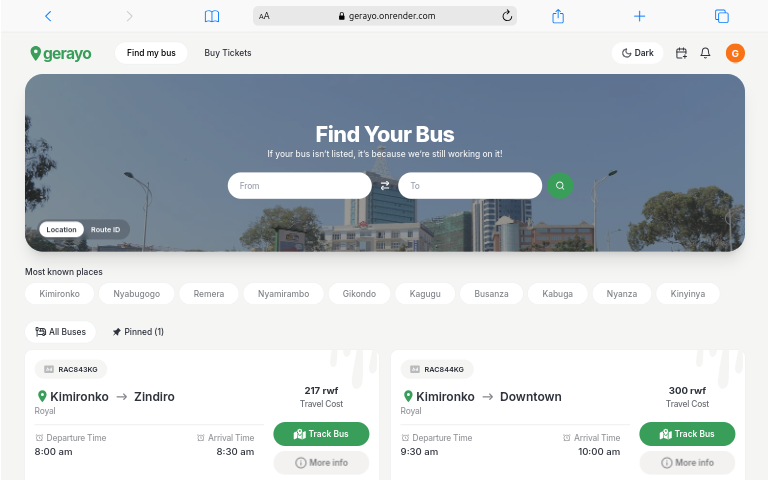 AA gerayo.onrender.com
gerayo Find my bus Buy Tickets Dark G
Find Your Bus
If your bus isn't listed, it's because we're still working on it!
From To
Location Route ID
Most known places
Kimironko Nyabugogo Remera Nyamirambo Gikondo Kagugu Busanza Kabuga Nyanza Kinyinya
All Buses Pinned (1)
RAC843KG
Kimironko → Zindiro
Royal
217 rwf
Travel Cost
Track Bus
Departure Time Arrival Time
8:00 am 8:30 am
More info
RAC844KG
Kimironko → Downtown
Royal
300 rwf
Travel Cost
Track Bus
Departure Time Arrival Time
9:30 am 10:00 am
More info